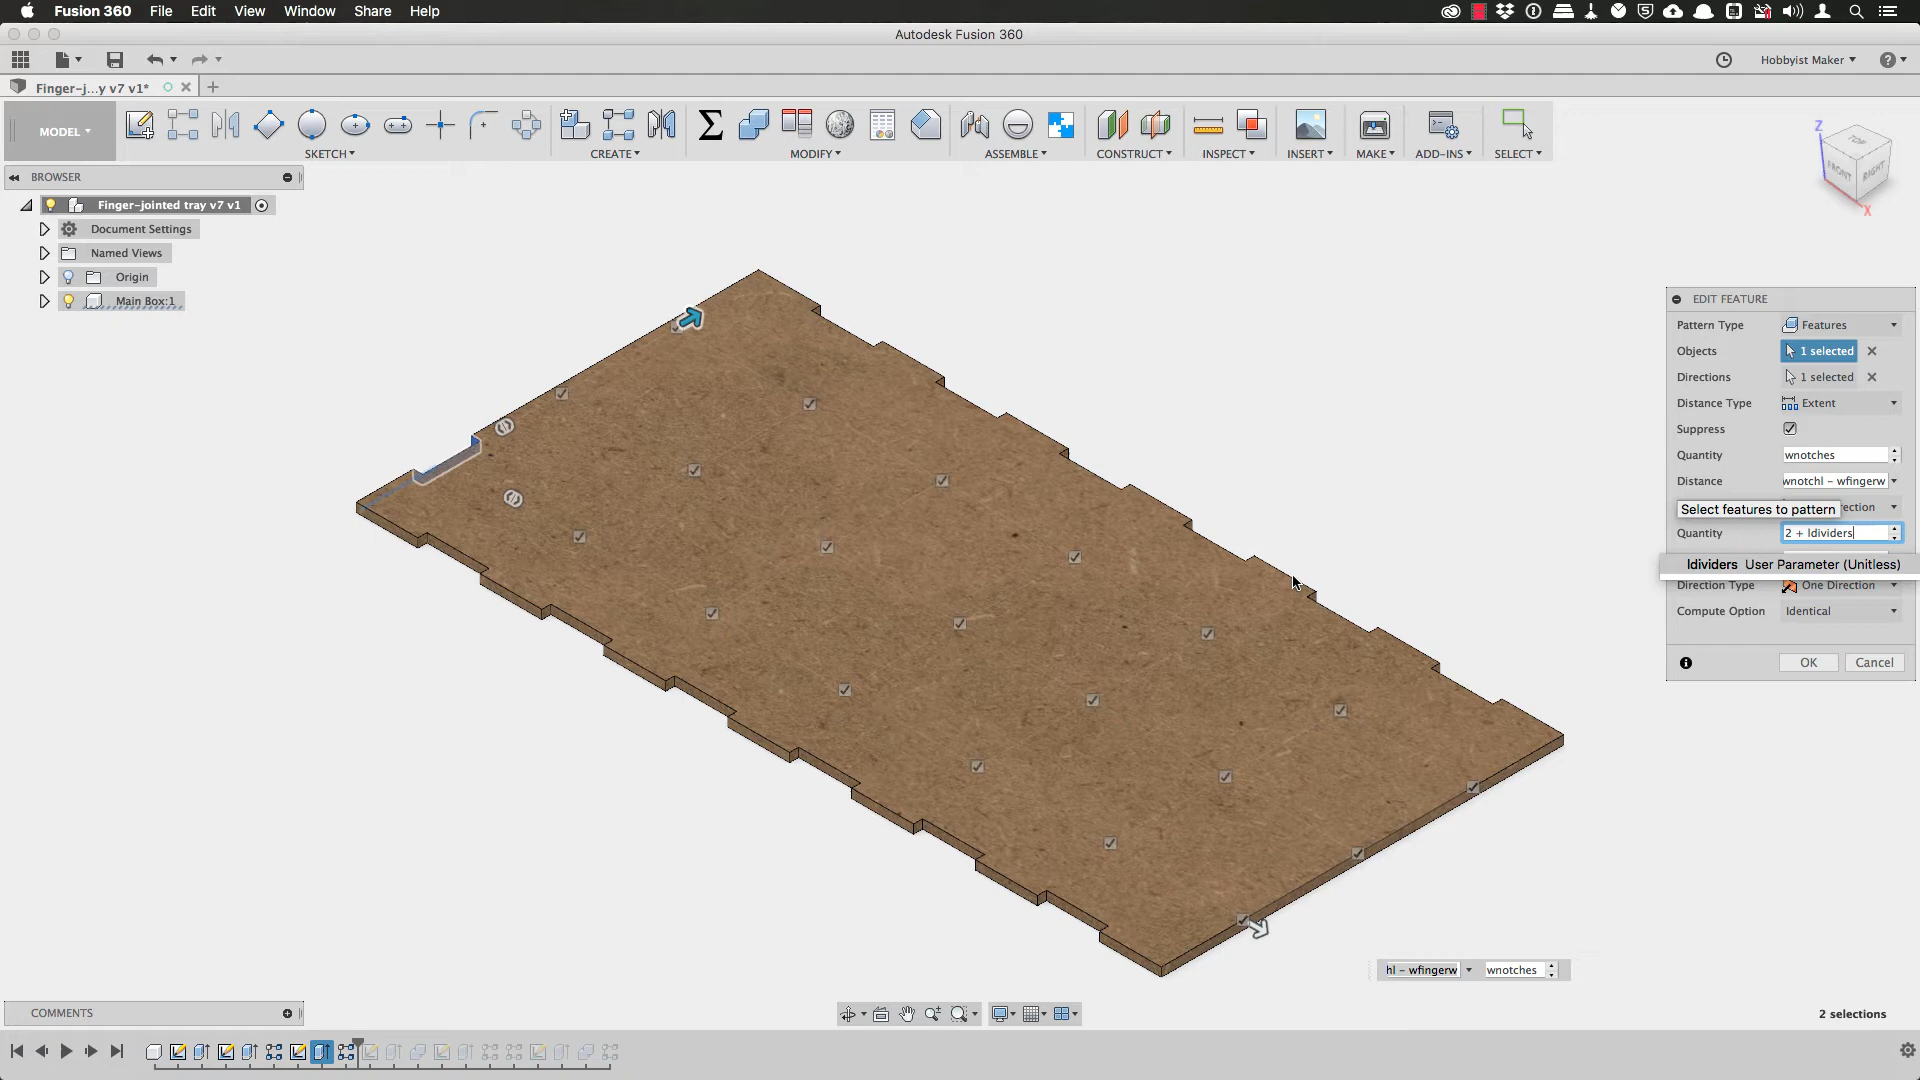 Fusion 360 File Edit View Window Share Help
Autodesk Fusion 360
Hobbyist Maker
Finger-j...y v7 v1*
MODEL
SKETCH
CREATE
MODIFY
ASSEMBLE
CONSTRUCT
INSPECT
INSERT
MAKE
ADD-INS
SELECT
BROWSER
Finger-jointed tray v7 v1
Document Settings
Named Views
Origin
Main Box:1
Z
TOP
FRONT
RIGHT
X
EDIT FEATURE
Pattern Type Features
Objects 1 selected
Directions 1 selected
Distance Type Extent
Suppress
Quantity wnotches
Distance wnotchl - wfingerw
Select features to pattern
Quantity 2 + ldividers
ldividers User Parameter (Unitless)
Direction Type One Direction
Compute Option Identical
OK Cancel
hl - wfingerw wnotches
COMMENTS
2 selections